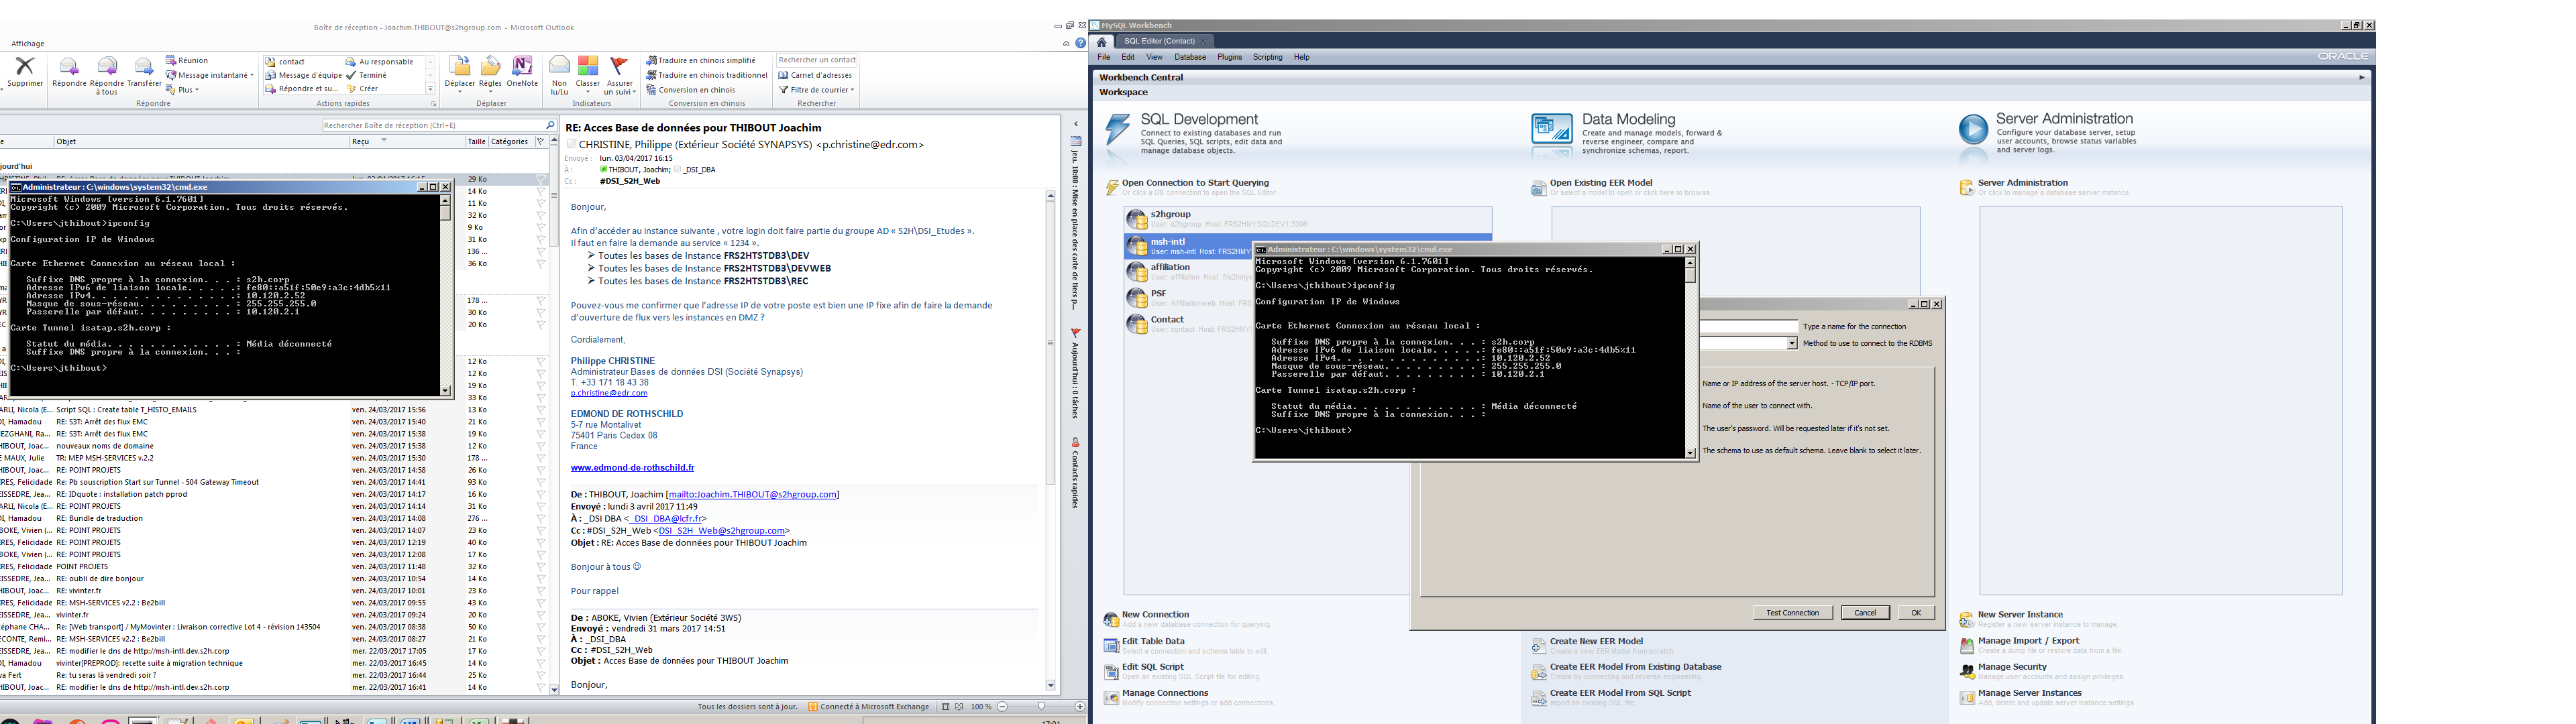 Boîte de réception - Joachim.THIBOUT@s2hgroup.com - Microsoft Outlook
Affichage
Supprimer
Répondre
Répondre à tous
Transférer
Réunion
Message instantané
Plus
Répondre
contact
Message d'équipe
Répondre et su...
Au responsable
Terminé
Créer
Actions rapides
Déplacer
Règles
OneNote
Déplacer
Non lu/Lu
Classer
Assurer un suivi
Indicateurs
Traduire en chinois simplifié
Traduire en chinois traditionnel
Conversion en chinois
Conversion en chinois
Rechercher un contact
Carnet d'adresses
Filtre de courrier
Rechercher
Rechercher Boîte de réception (Ctrl+E)
Objet
Reçu
Taille
Catégories
29 Ko
14 Ko
11 Ko
32 Ko
9 Ko
31 Ko
136 ...
36 Ko
178 ...
30 Ko
20 Ko
12 Ko
12 Ko
19 Ko
33 Ko
Script SQL : Create table T_HISTO_EMAILS ven. 24/03/2017 15:56 13 Ko
DI, Hamadou RE: S3T: Arrêt des flux EMC ven. 24/03/2017 15:40 21 Ko
EZGHANI, Ra... RE: S3T: Arrêt des flux EMC ven. 24/03/2017 15:38 19 Ko
HIBOUT, Joac... nouveaux noms de domaine ven. 24/03/2017 15:38 12 Ko
E MAUX, Julie TR: MEP MSH-SERVICES v.2.2 ven. 24/03/2017 15:30 178 ...
HIBOUT, Joac... RE: POINT PROJETS ven. 24/03/2017 14:58 26 Ko
RES, Felicidade RE: Pb souscription Start sur Tunnel - 504 Gateway Timeout ven. 24/03/2017 14:41 93 Ko
EISSEDRE, Jea... RE: IDquote : installation patch pprod ven. 24/03/2017 14:17 16 Ko
ARLI, Nicola (E... RE: POINT PROJETS ven. 24/03/2017 14:14 31 Ko
DI, Hamadou RE: Bundle de traduction ven. 24/03/2017 14:08 276 ...
BOKE, Vivien (... RE: POINT PROJETS ven. 24/03/2017 14:07 23 Ko
RES, Felicidade RE: POINT PROJETS ven. 24/03/2017 12:19 40 Ko
BOKE, Vivien (... RE: POINT PROJETS ven. 24/03/2017 12:08 17 Ko
RES, Felicidade POINT PROJETS ven. 24/03/2017 11:48 32 Ko
EISSEDRE, Jea... RE: oubli de dire bonjour ven. 24/03/2017 10:54 14 Ko
HIBOUT, Joac... RE: vivinter.fr ven. 24/03/2017 10:01 23 Ko
RES, Felicidade RE: MSH-SERVICES v2.2 : Be2bill ven. 24/03/2017 09:55 43 Ko
EISSEDRE, Jea... vivinter.fr ven. 24/03/2017 09:24 20 Ko
téphane CHA... Re: [Web transport] / MyMovinter : Livraison corrective Lot 4 - révision 143504 ven. 24/03/2017 08:38 50 Ko
ECONTE, Remi... RE: MSH-SERVICES v2.2 : Be2bill ven. 24/03/2017 08:27 21 Ko
EISSEDRE, Jea... RE: modifier le dns de http://msh-intl.dev.s2h.corp mer. 22/03/2017 17:05 17 Ko
DI, Hamadou vivinter[PREPROD]: recette suite à migration technique mer. 22/03/2017 16:45 14 Ko
va Fert Re: tu seras là vendredi soir ? mer. 22/03/2017 16:44 25 Ko
EISSEDRE, Jea... RE: modifier le dns de http://msh-intl.dev.s2h.corp mer. 22/03/2017 16:41 14 Ko
Administrateur : C:\windows\system32\cmd.exe
Microsoft Windows [version 6.1.7601]
Copyright (c) 2009 Microsoft Corporation. Tous droits réservés.
C:\Users\jthibout>ipconfig
Configuration IP de Windows
Carte Ethernet Connexion au réseau local :
Suffixe DNS propre à la connexion. . . : s2h.corp
Adresse IPv6 de liaison locale. . . . .: fe80::a51f:50e9:a3c:4db5%11
Adresse IPv4. . . . . . . . . . . . . .: 10.120.2.52
Masque de sous-réseau. . . . . . . . . : 255.255.255.0
Passerelle par défaut. . . . . . . . . : 10.120.2.1
Carte Tunnel isatap.s2h.corp :
Statut du média. . . . . . . . . . . . : Média déconnecté
Suffixe DNS propre à la connexion. . . :
C:\Users\jthibout>
RE: Acces Base de données pour THIBOUT Joachim
CHRISTINE, Philippe (Extérieur Société SYNAPSYS) <p.christine@edr.com>
Envoyé : lun. 03/04/2017 16:15
À : THIBOUT, Joachim; _DSI_DBA
Cc : #DSI_S2H_Web
Bonjour,
Afin d'accéder au instance suivante , votre login doit faire partie du groupe AD « S2H\DSI_Etudes ».
Il faut en faire la demande au service « 1234 ».
➢ Toutes les bases de Instance FRS2HTSTDB3\DEV
➢ Toutes les bases de Instance FRS2HTSTDB3\DEVWEB
➢ Toutes les bases de Instance FRS2HTSTDB3\REC
Pouvez-vous me confirmer que l'adresse IP de votre poste est bien une IP fixe afin de faire la demande
d'ouverture de flux vers les instances en DMZ ?
Cordialement,
Philippe CHRISTINE
Administrateur Bases de données DSI (Société Synapsys)
T. +33 171 18 43 38
p.christine@edr.com
EDMOND DE ROTHSCHILD
5-7 rue Montalivet
75401 Paris Cedex 08
France
www.edmond-de-rothschild.fr
De : THIBOUT, Joachim [mailto:Joachim.THIBOUT@s2hgroup.com]
Envoyé : lundi 3 avril 2017 11:49
À : _DSI DBA <_DSI_DBA@lcfr.fr>
Cc : #DSI_S2H_Web <DSI_S2H_Web@s2hgroup.com>
Objet : RE: Acces Base de données pour THIBOUT Joachim
Bonjour à tous ☺
Pour rappel
De : ABOKE, Vivien (Extérieur Société 3WS)
Envoyé : vendredi 31 mars 2017 14:51
À : _DSI_DBA
Cc : #DSI_S2H_Web
Objet : Acces Base de données pour THIBOUT Joachim
Bonjour,
jeu. 10:00 : Mise en place des carte de tiers p...
Aujourd'hui : 0 tâches
Contacts rapides
Tous les dossiers sont à jour.
Connecté à Microsoft Exchange
100 %
MySQL Workbench
SQL Editor (Contact)
File Edit View Database Plugins Scripting Help
ORACLE
Workbench Central
Workspace
SQL Development
Connect to existing databases and run
SQL Queries, SQL scripts, edit data and
manage database objects.
Data Modeling
Create and manage models, forward &
reverse engineer, compare and
synchronize schemas, report.
Server Administration
Configure your database server, setup
user accounts, browse status variables
and server logs.
Open Connection to Start Querying
Or click a DB connection to open the SQL Editor.
Open Existing EER Model
Or select a model to open or click here to browse.
Server Administration
Or click to manage a database server instance.
s2hgroup
User: s2hgroup Host: FRS2HMYSQLDEV1:3306
msh-intl
User: msh-intl Host: FRS2HMY
affiliation
User: affiliation Host: frs2hmy
PSF
User: Affiliationweb Host: FRS
Contact
User: contact Host: FRS2HMY
Administrateur : C:\windows\system32\cmd.exe
Microsoft Windows [version 6.1.7601]
Copyright (c) 2009 Microsoft Corporation. Tous droits réservés.
C:\Users\jthibout>ipconfig
Configuration IP de Windows
Carte Ethernet Connexion au réseau local :
Suffixe DNS propre à la connexion. . . : s2h.corp
Adresse IPv6 de liaison locale. . . . .: fe80::a51f:50e9:a3c:4db5%11
Adresse IPv4. . . . . . . . . . . . . .: 10.120.2.52
Masque de sous-réseau. . . . . . . . . : 255.255.255.0
Passerelle par défaut. . . . . . . . . : 10.120.2.1
Carte Tunnel isatap.s2h.corp :
Statut du média. . . . . . . . . . . . : Média déconnecté
Suffixe DNS propre à la connexion. . . :
C:\Users\jthibout>
Type a name for the connection
Method to use to connect to the RDBMS
Name or IP address of the server host. - TCP/IP port.
Name of the user to connect with.
The user's password. Will be requested later if it's not set.
The schema to use as default schema. Leave blank to select it later.
Test Connection
Cancel
OK
New Connection
Add a new database connection for querying.
Edit Table Data
Select a connection and schema table to edit.
Edit SQL Script
Open an existing SQL Script file for editing.
Manage Connections
Modify connection settings or add connections.
Create New EER Model
Create a new EER Model from scratch.
Create EER Model From Existing Database
Create by connecting and reverse engineering.
Create EER Model From SQL Script
Import an existing SQL file.
New Server Instance
Register a new server instance to manage.
Manage Import / Export
Create a dump file or restore data from a file.
Manage Security
Manage user accounts and assign privileges.
Manage Server Instances
Add, delete and update server instance settings.